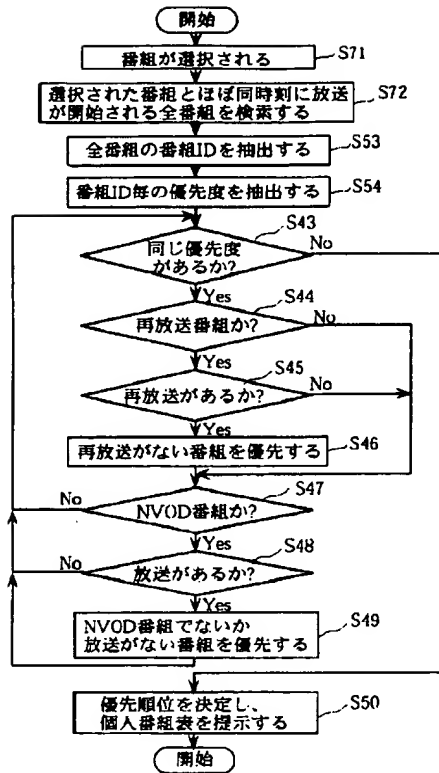 開始
番組が選択される
S71
選択された番組とほぼ同時刻に放送
が開始される全番組を検索する
S72
全番組の番組IDを抽出する
S53
番組ID毎の優先度を抽出する
S54
S43
同じ優先度
があるか?
No
Yes
S44
再放送番組か?
No
Yes
S45
再放送があるか?
No
Yes
再放送がない番組を優先する
S46
S47
No
NVOD番組か?
Yes
S48
No
放送があるか?
Yes
NVOD番組でないか
放送がない番組を優先する
S49
優先順位を決定し、
個人番組表を提示する
S50
開始